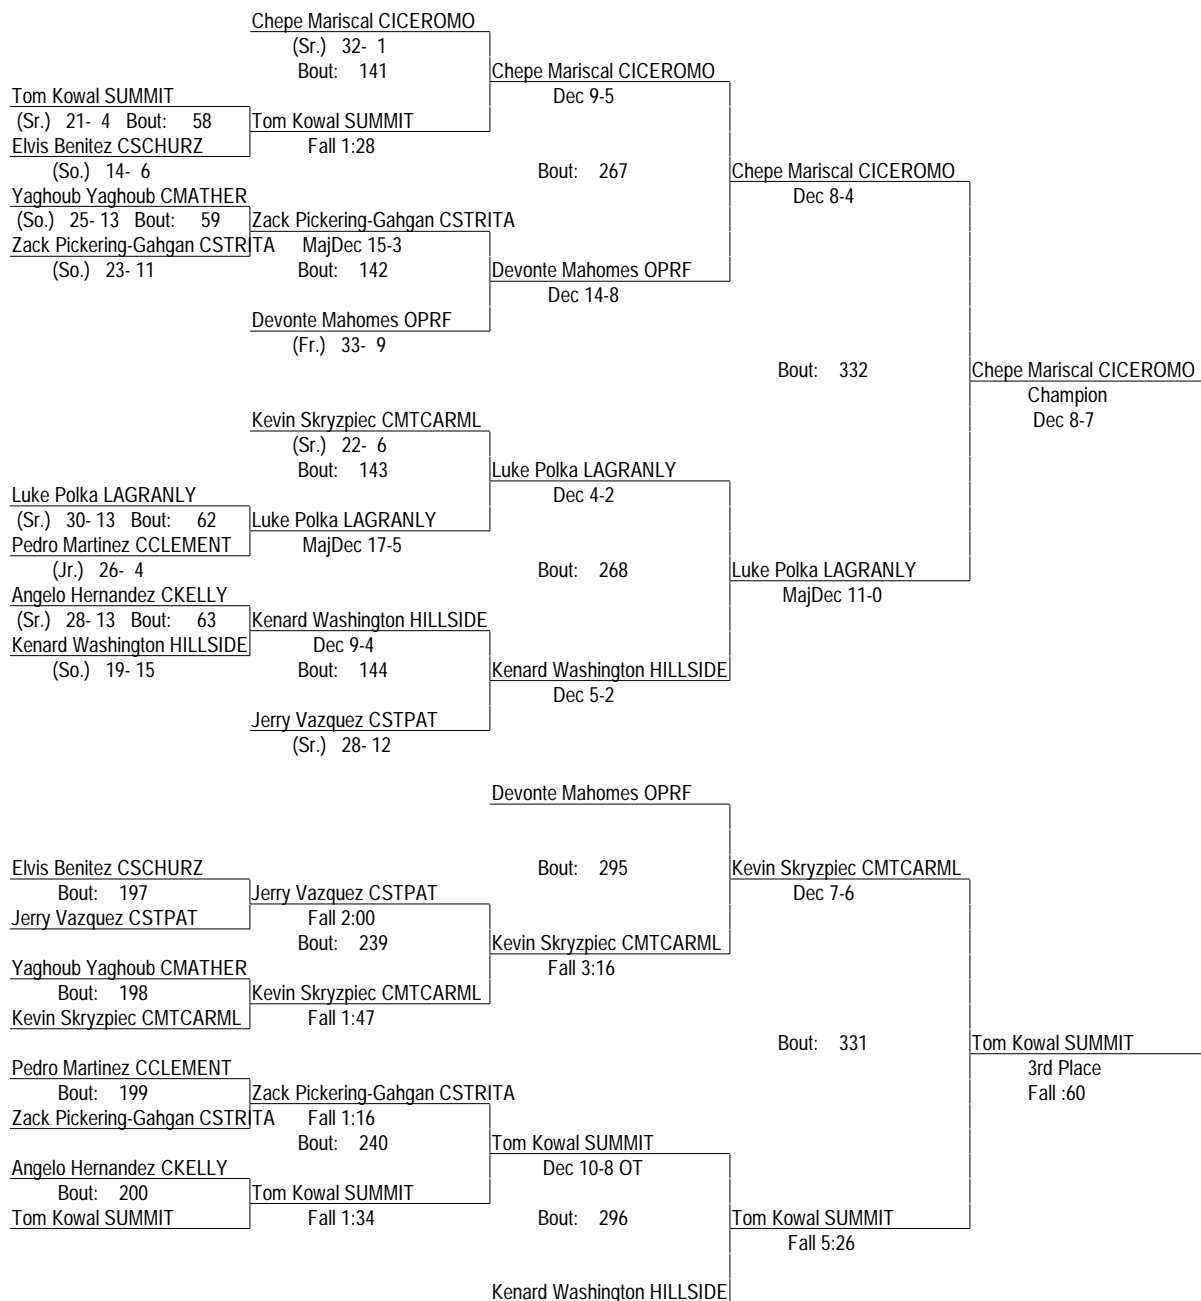 Chepe Mariscal CICEROMO
(Sr.) 32- 1
Bout: 141
Chepe Mariscal CICEROMO
Dec 9-5
Tom Kowal SUMMIT
(Sr.) 21- 4 Bout: 58
Tom Kowal SUMMIT
Elvis Benitez CSCHURZ
Fall 1:28
(So.) 14- 6
Bout: 267
Chepe Mariscal CICEROMO
Dec 8-4
Yaghoub Yaghoub CMATHER
(So.) 25- 13 Bout: 59
Zack Pickering-Gahgan CSTRITA
Zack Pickering-Gahgan CSTRITA
MajDec 15-3
(So.) 23- 11
Bout: 142
Devonte Mahomes OPRF
Dec 14-8
Devonte Mahomes OPRF
(Fr.) 33- 9
Bout: 332
Chepe Mariscal CICEROMO
Champion
Dec 8-7
Kevin Skryzpiec CMTCARML
(Sr.) 22- 6
Bout: 143
Luke Polka LAGRANLY
Dec 4-2
Luke Polka LAGRANLY
(Sr.) 30- 13 Bout: 62
Luke Polka LAGRANLY
Pedro Martinez CCLEMENT
MajDec 17-5
(Jr.) 26- 4
Bout: 268
Luke Polka LAGRANLY
MajDec 11-0
Angelo Hernandez CKELLY
(Sr.) 28- 13 Bout: 63
Kenard Washington HILLSIDE
Kenard Washington HILLSIDE
Dec 9-4
(So.) 19- 15
Bout: 144
Kenard Washington HILLSIDE
Dec 5-2
Jerry Vazquez CSTPAT
(Sr.) 28- 12
Devonte Mahomes OPRF
Elvis Benitez CSCHURZ
Bout: 295
Kevin Skryzpiec CMTCARML
Bout: 197
Jerry Vazquez CSTPAT
Dec 7-6
Jerry Vazquez CSTPAT
Fall 2:00
Bout: 239
Kevin Skryzpiec CMTCARML
Fall 3:16
Yaghoub Yaghoub CMATHER
Bout: 198
Kevin Skryzpiec CMTCARML
Kevin Skryzpiec CMTCARML
Fall 1:47
Bout: 331
Tom Kowal SUMMIT
3rd Place
Fall :60
Pedro Martinez CCLEMENT
Bout: 199
Zack Pickering-Gahgan CSTRITA
Zack Pickering-Gahgan CSTRITA
Fall 1:16
Bout: 240
Tom Kowal SUMMIT
Dec 10-8 OT
Angelo Hernandez CKELLY
Bout: 200
Tom Kowal SUMMIT
Tom Kowal SUMMIT
Fall 1:34
Bout: 296
Tom Kowal SUMMIT
Fall 5:26
Kenard Washington HILLSIDE